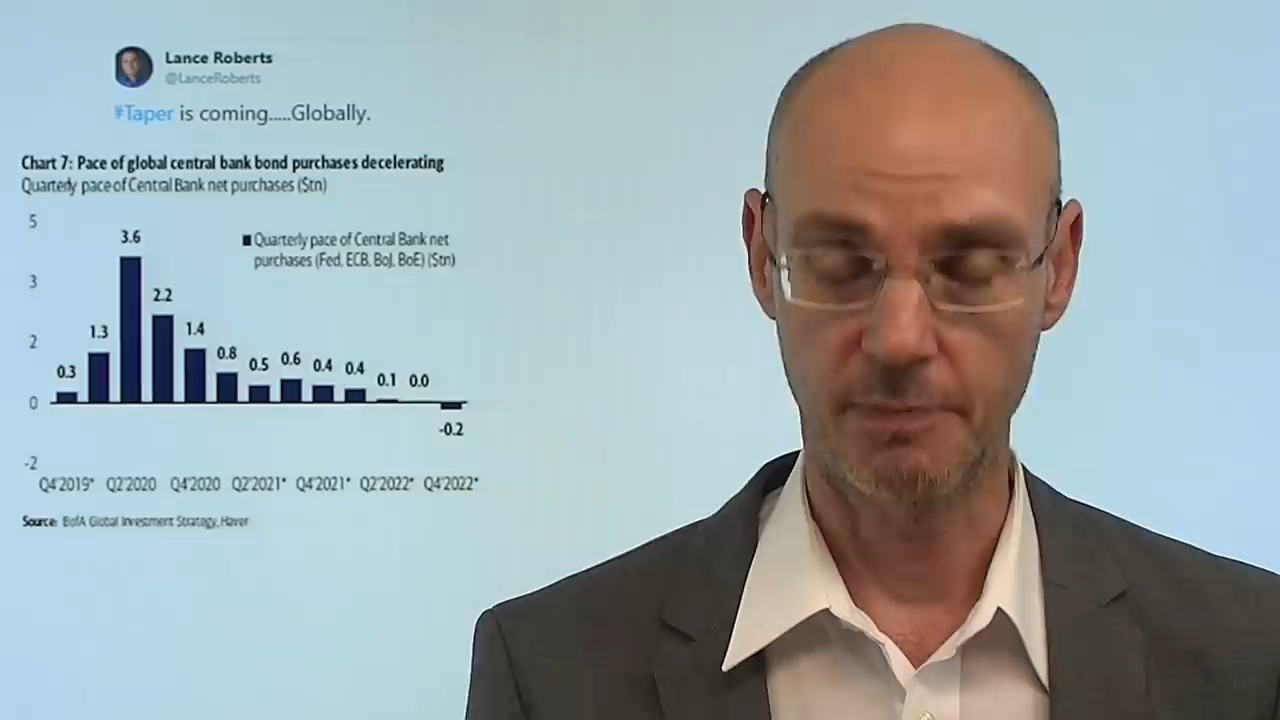 Lance Roberts
@LanceRoberts
#Taper is coming.....Globally.
Chart 7: Pace of global central bank bond purchases decelerating
Quarterly pace of Central Bank net purchases ($tn)
5
3
2
0
-2
Quarterly pace of Central Bank net
purchases (Fed, ECB, BoJ, BoE) ($tn)
0.3
1.3
3.6
2.2
1.4
0.8
0.5
0.6
0.4
0.4
0.1
0.0
-0.2
Q4'2019* Q2'2020 Q4'2020 Q2'2021* Q4'2021* Q2'2022* Q4'2022*
Source: BofA Global Investment Strategy, Haver